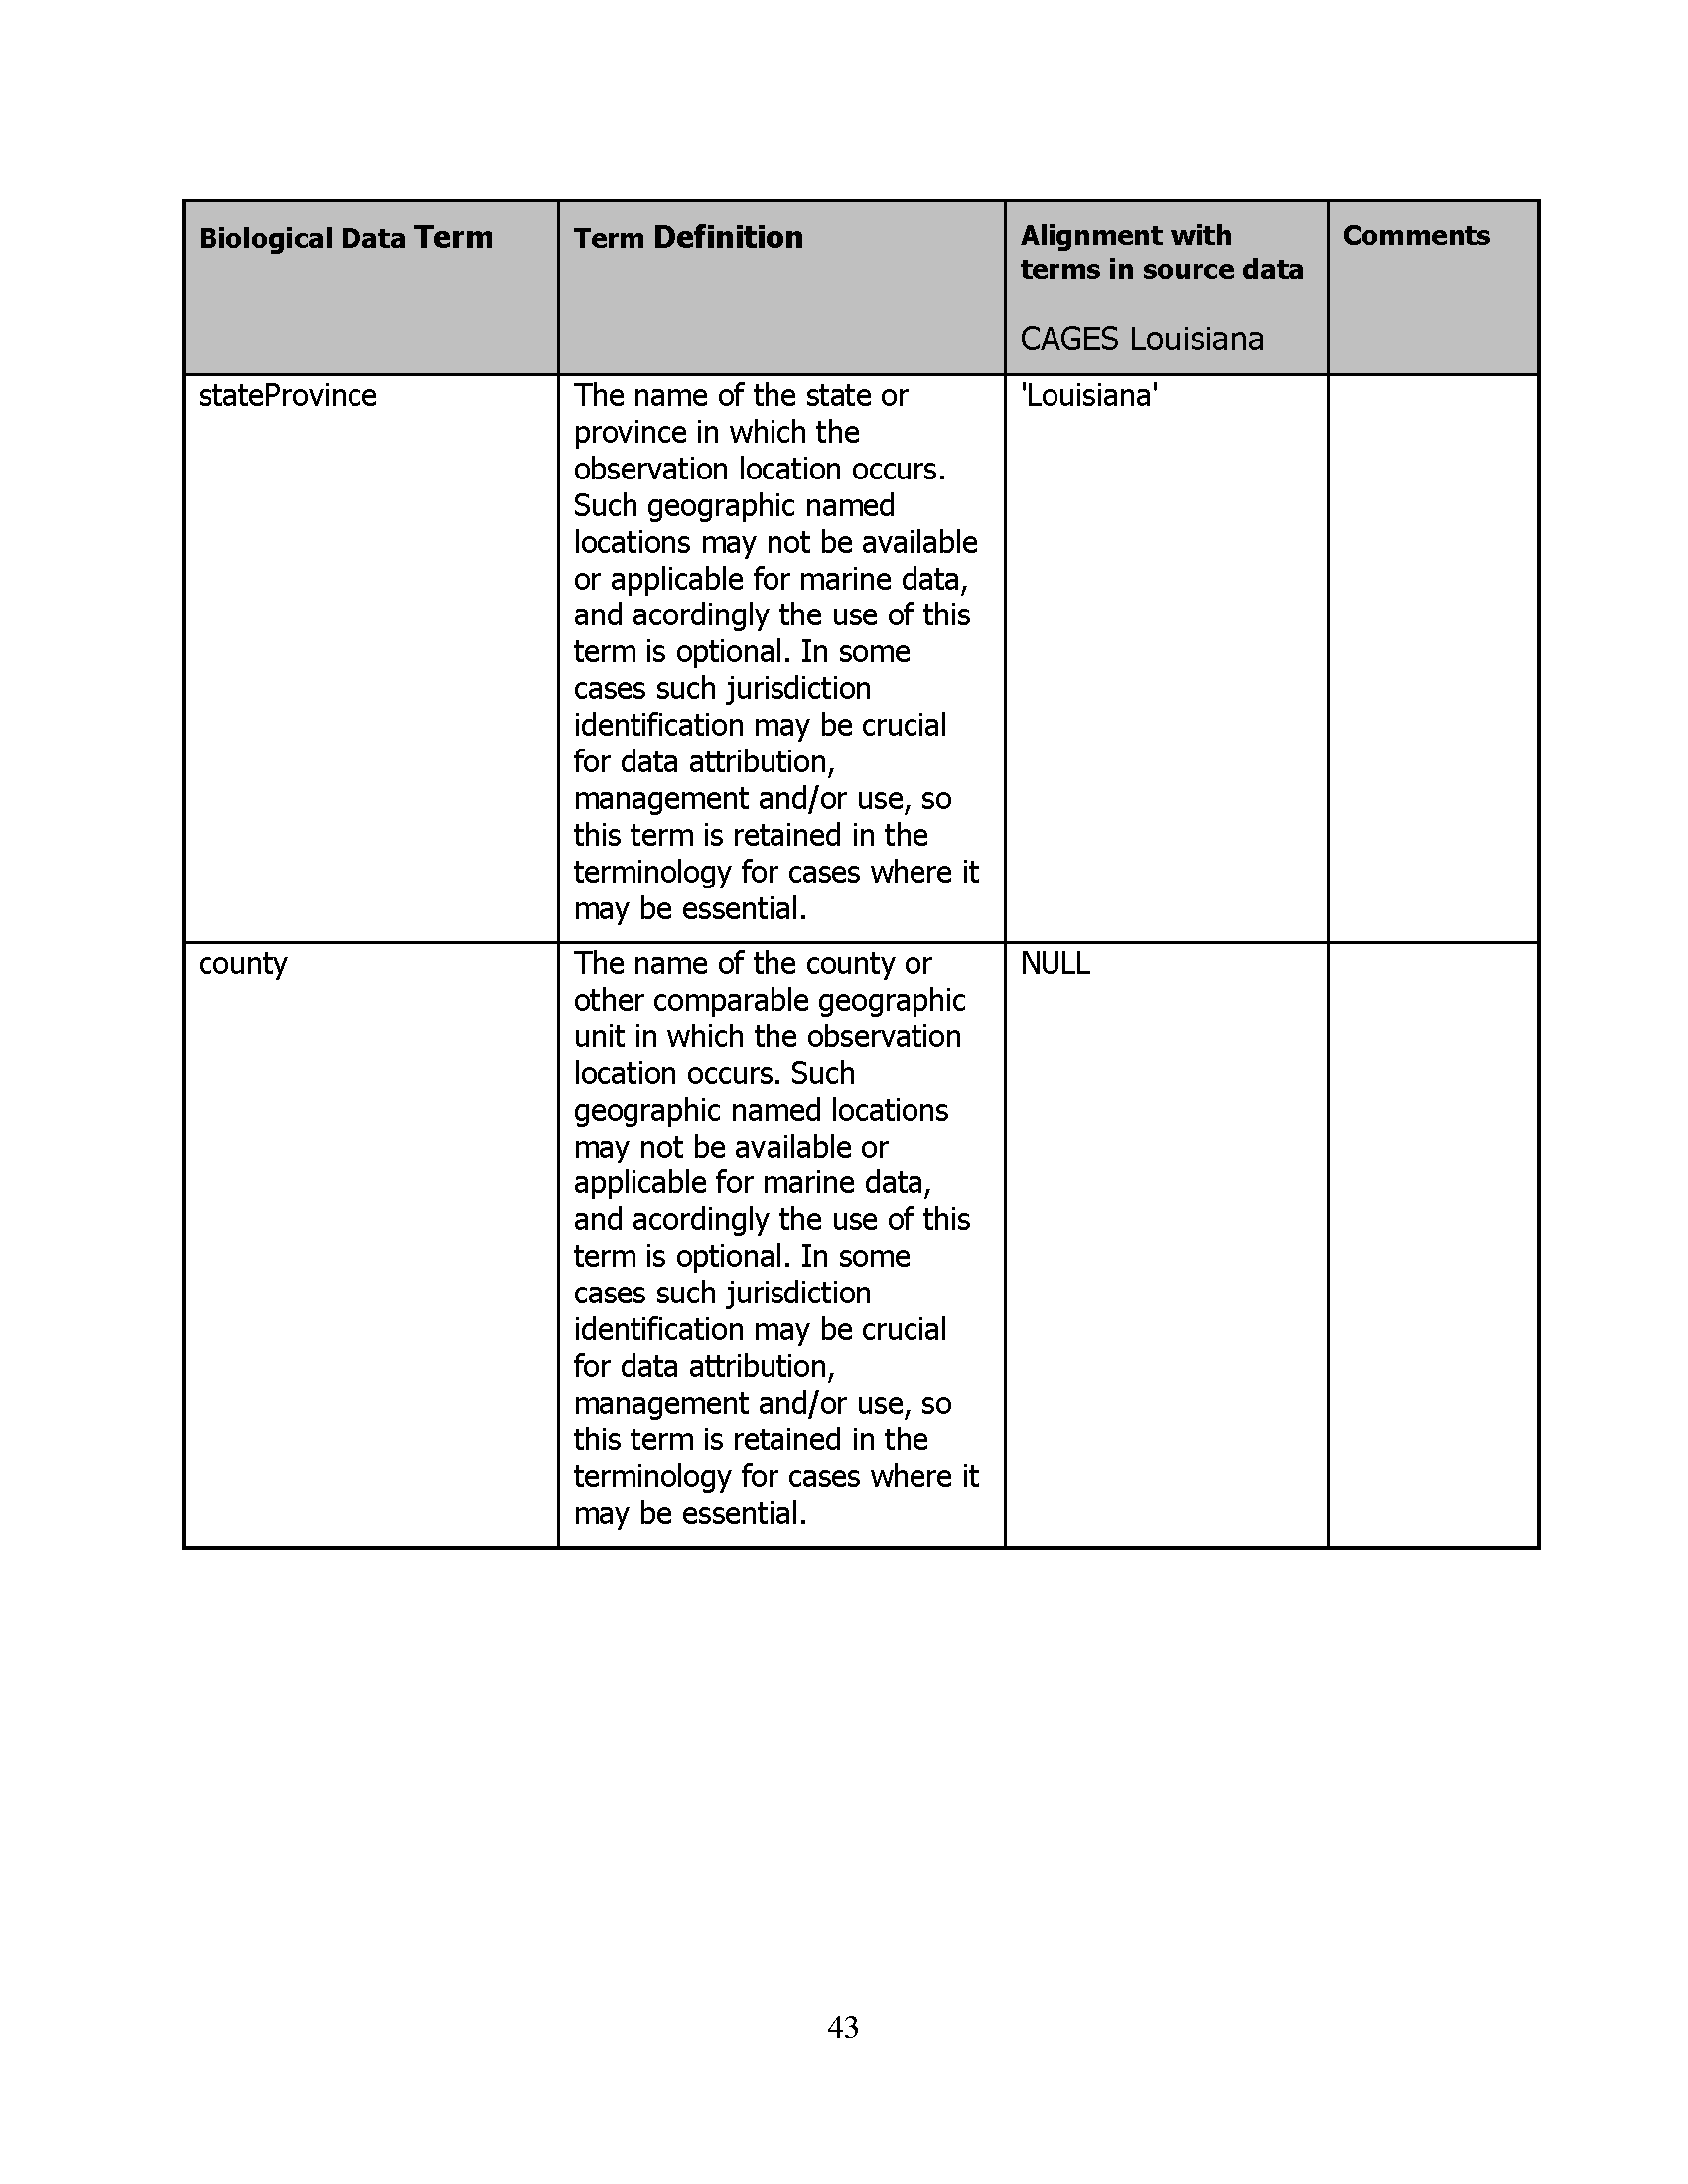 Biological Data Term
Term Definition
Alignment with
terms in source data
CAGES Louisiana
Comments
stateProvince
The name of the state or
province in which the
observation location occurs.
Such geographic named
locations may not be available
or applicable for marine data,
and acordingly the use of this
term is optional. In some
cases such jurisdiction
identification may be crucial
for data attribution,
management and/or use, so
this term is retained in the
terminology for cases where it
may be essential.
'Louisiana'
county
The name of the county or
other comparable geographic
unit in which the observation
location occurs. Such
geographic named locations
may not be available or
applicable for marine data,
and acordingly the use of this
term is optional. In some
cases such jurisdiction
identification may be crucial
for data attribution,
management and/or use, so
this term is retained in the
terminology for cases where it
may be essential.
NULL
43